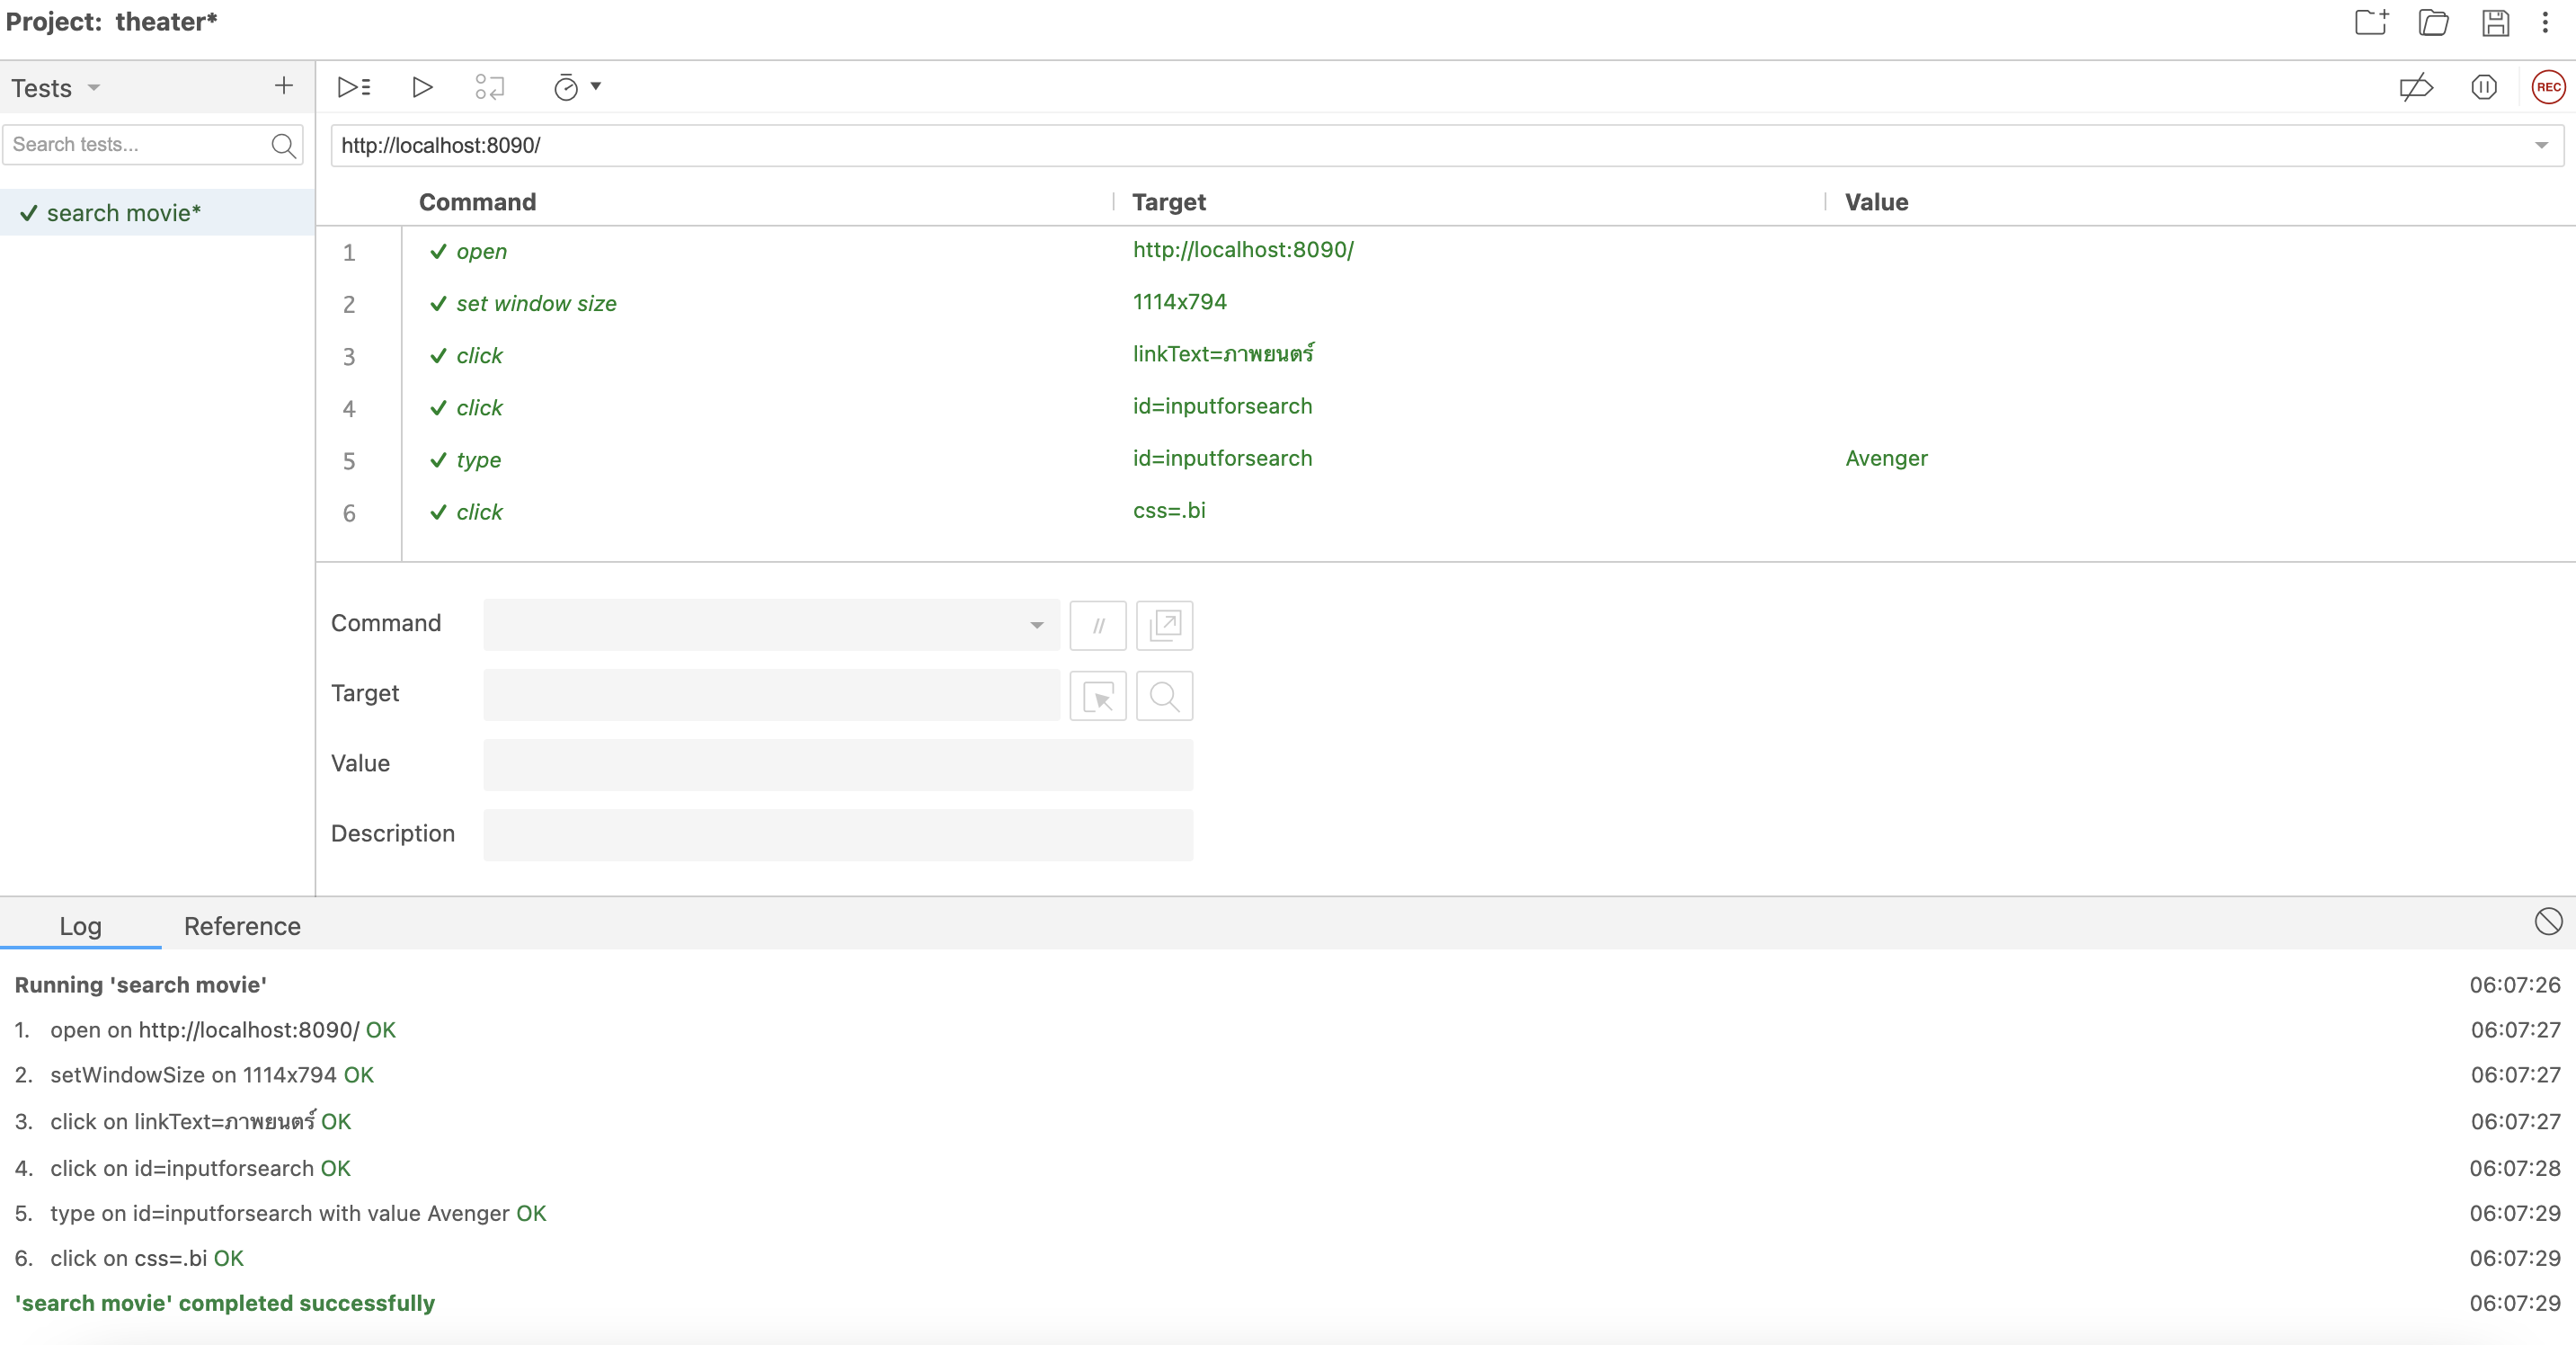 Project: theater*
Tests
REC
Search tests...
http://localhost:8090/
search movie*
Command Target Value
1 open http://localhost:8090/
2 set window size 1114x794
3 click linkText=ภาพยนตร์
4 click id=inputforsearch
5 type id=inputforsearch Avenger
6 click css=.bi
Command //
Target
Value
Description
Log Reference
Running 'search movie' 06:07:26
1. open on http://localhost:8090/ OK 06:07:27
2. setWindowSize on 1114x794 OK 06:07:27
3. click on linkText=ภาพยนตร์ OK 06:07:27
4. click on id=inputforsearch OK 06:07:28
5. type on id=inputforsearch with value Avenger OK 06:07:29
6. click on css=.bi OK 06:07:29
'search movie' completed successfully 06:07:29